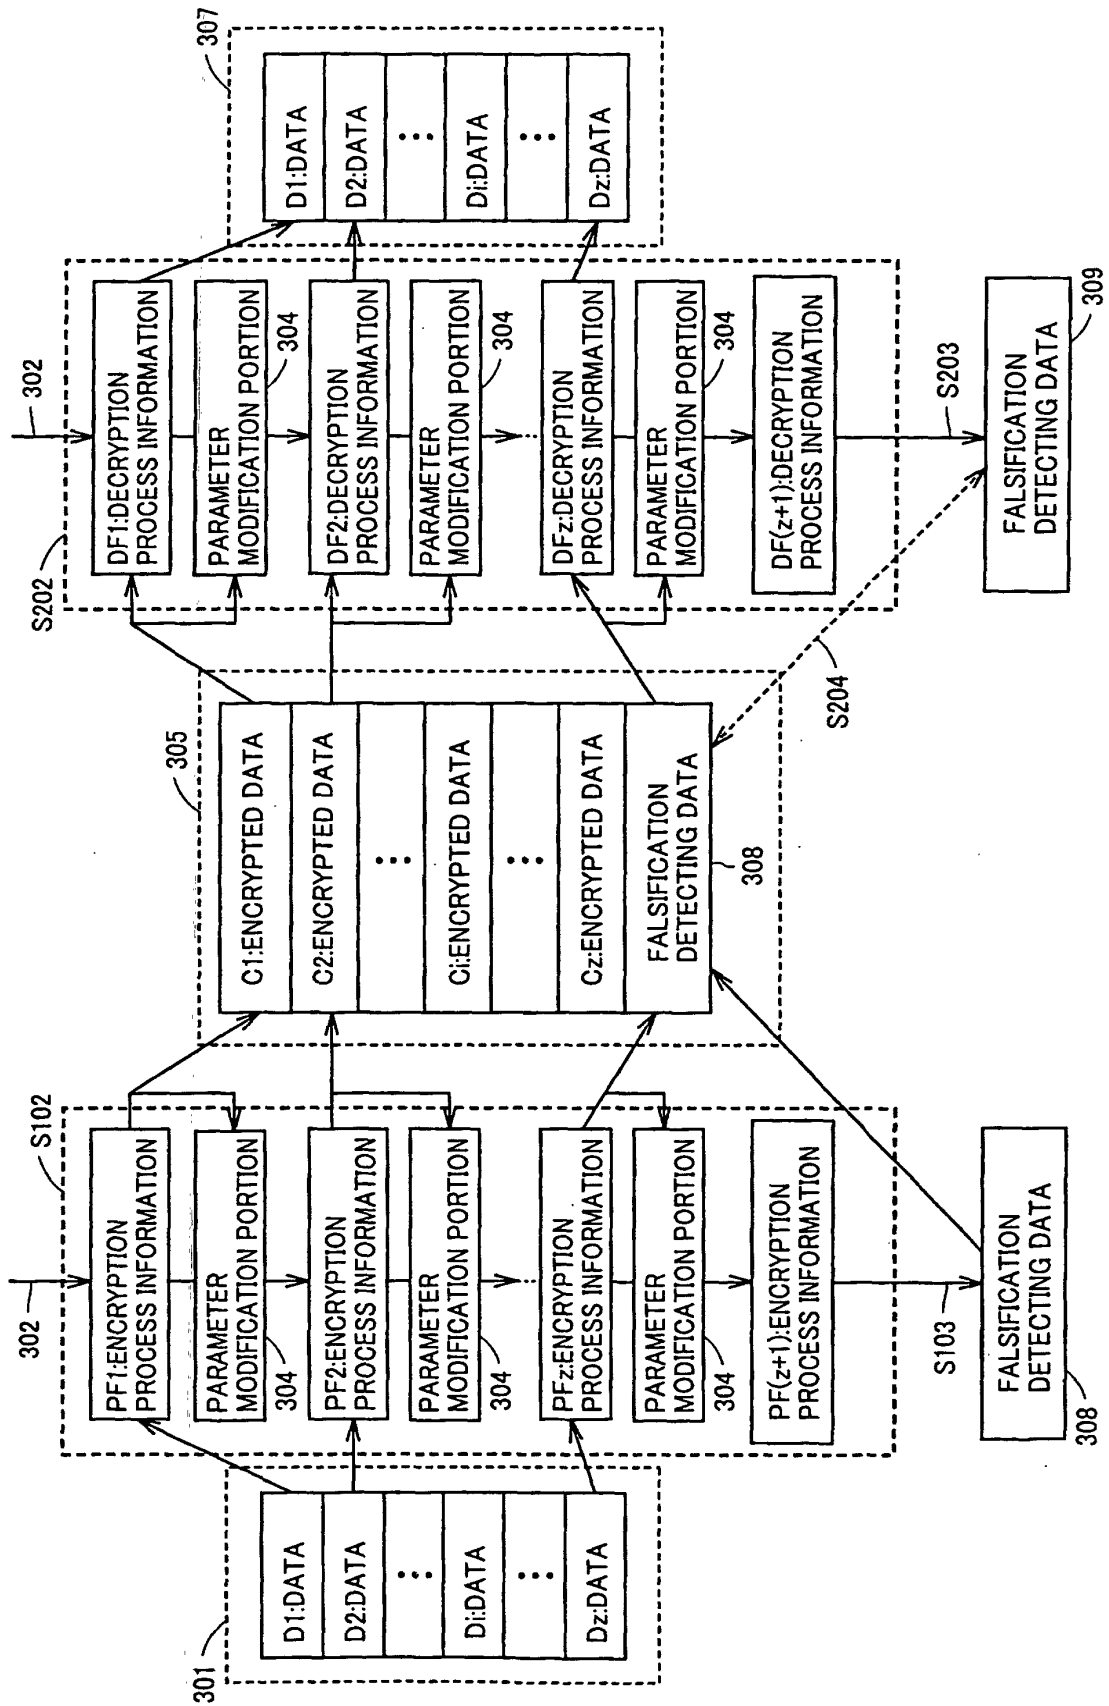 301
D1:DATA
D2:DATA
...
Di:DATA
...
Dz:DATA
302
S102
PF1:ENCRYPTION
PROCESS INFORMATION
PARAMETER
MODIFICATION PORTION
304
PF2:ENCRYPTION
PROCESS INFORMATION
PARAMETER
MODIFICATION PORTION
304
PFz:ENCRYPTION
PROCESS INFORMATION
PARAMETER
MODIFICATION PORTION
304
PF(z+1):ENCRYPTION
PROCESS INFORMATION
S103
FALSIFICATION
DETECTING DATA
308
305
C1:ENCRYPTED DATA
C2:ENCRYPTED DATA
...
Ci:ENCRYPTED DATA
...
Cz:ENCRYPTED DATA
FALSIFICATION
DETECTING DATA
308
S204
S202
302
DF1:DECRYPTION
PROCESS INFORMATION
PARAMETER
MODIFICATION PORTION
304
DF2:DECRYPTION
PROCESS INFORMATION
PARAMETER
MODIFICATION PORTION
304
DFz:DECRYPTION
PROCESS INFORMATION
PARAMETER
MODIFICATION PORTION
304
DF(z+1):DECRYPTION
PROCESS INFORMATION
S203
FALSIFICATION
DETECTING DATA
309
307
D1:DATA
D2:DATA
...
Di:DATA
...
Dz:DATA